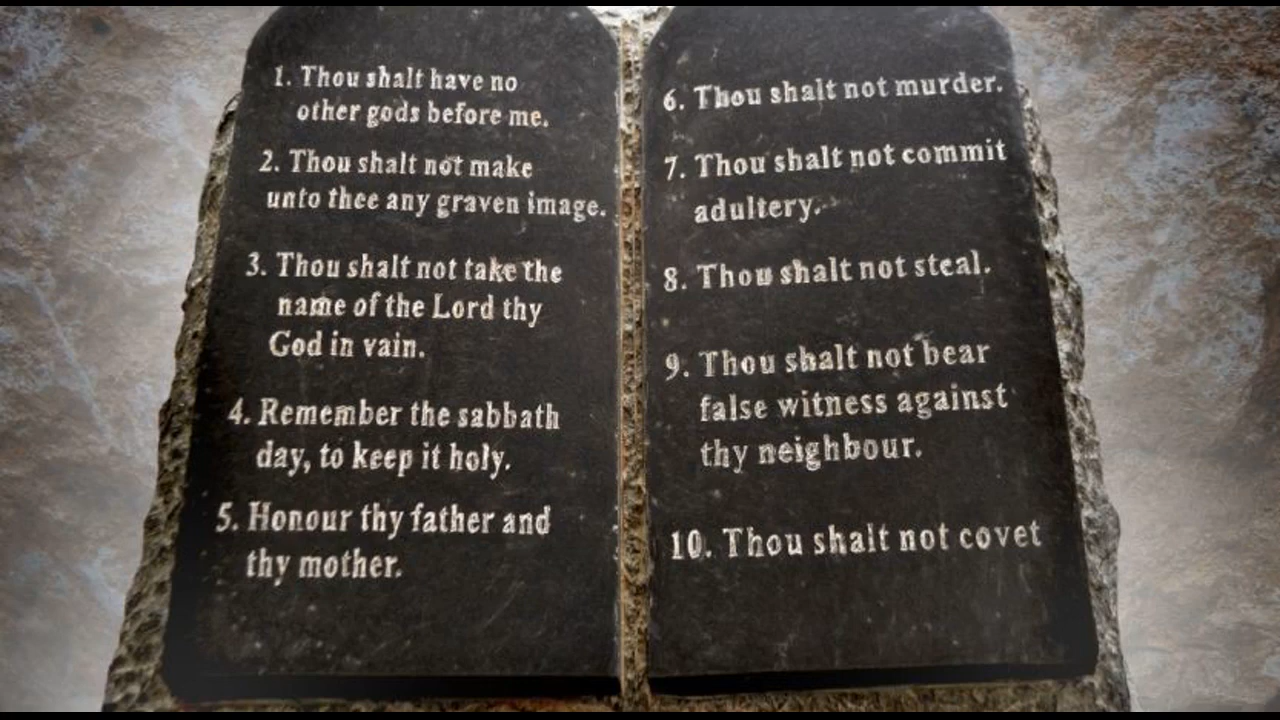 1. Thou shalt have no
other gods before me.
2. Thou shalt not make
unto thee any graven image.
3. Thou shalt not take the
name of the Lord thy
God in vain.
4. Remember the sabbath
day, to keep it holy.
5. Honour thy father and
thy mother.
6. Thou shalt not murder.
7. Thou shalt not commit
adultery.
8. Thou shalt not steal.
9. Thou shalt not bear
false witness against
thy neighbour.
10. Thou shalt not covet